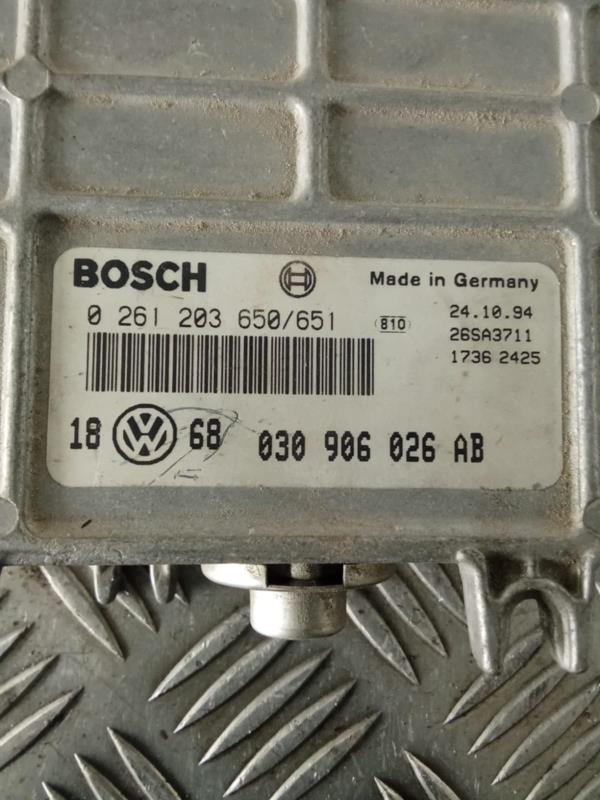 BOSCH Made in Germany
0 261 203 650/651 810 24.10.94
26SA3711
1736 2425
18 VW 68 030 906 026 AB